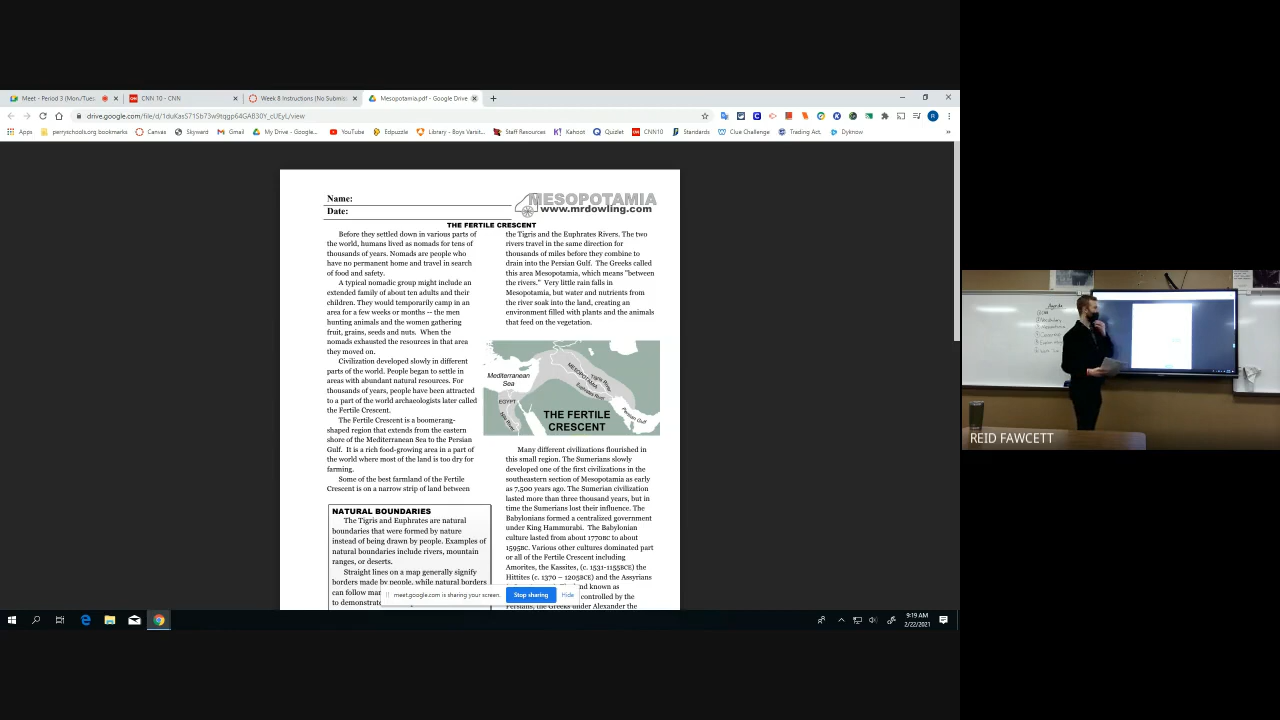 Meet - Period 3 (Mon/Tues
CNN 10 - CNN
Week 8 Instructions (No Submis
Mesopotamia.pdf - Google Drive
Apps
perryschools.org bookmarks
Canvas
Skyward
Gmail
My Drive - Google...
YouTube
Edpuzzle
Library - Boys Varsit...
Staff Resources
Kahoot
Quizlet
CNN10
Standards
Clue Challenge
Trading Act.
Dyknow
Name:
Date:
MESOPOTAMIA
www.mrdowling.com
THE FERTILE CRESCENT
Before they settled down in various parts of
the world, humans lived as nomads for tens of
thousands of years. Nomads are people who
have no permanent home and travel in search
of food and safety.
A typical nomadic group might include an
extended family of about ten adults and their
children. They would temporarily camp in an
area for a few weeks or months -- the men
hunting animals and the women gathering
fruit, grains, seeds and nuts. When the
nomads exhausted the resources in that area
they moved on.
Civilization developed slowly in different
parts of the world. People began to settle in
areas with abundant natural resources. For
thousands of years, people have been attracted
to a part of the world archaeologists later called
the Fertile Crescent.
The Fertile Crescent is a boomerang-
shaped region that extends from the eastern
shore of the Mediterranean Sea to the Persian
Gulf. It is a rich food-growing area in a part of
the world where most of the land is too dry for
farming.
Some of the best farmland of the Fertile
Crescent is on a narrow strip of land between
NATURAL BOUNDARIES
The Tigris and Euphrates are natural
boundaries that were formed by nature
instead of being drawn by people. Examples of
natural boundaries include rivers, mountain
ranges, or deserts.
Straight lines on a map generally signify
borders made by people, while natural borders
can follow
to demonstrate
the Tigris and the Euphrates Rivers. The two
rivers travel in the same direction for
thousands of miles before they combine to
drain into the Persian Gulf. The Greeks called
this area Mesopotamia, which means "between
the rivers." Very little rain falls in
Mesopotamia, but water and nutrients from
the river soak into the land, creating an
environment filled with plants and the animals
that feed on the vegetation.
Mediterranean
Sea
EGYPT
Nile River
MESOPOTAMIA
Tigris River
Euphrates River
Persian Gulf
THE FERTILE
CRESCENT
Many different civilizations flourished in
this small region. The Sumerians slowly
developed one of the first civilizations in the
southeastern section of Mesopotamia as early
as 7,500 years ago. The Sumerian civilization
lasted more than three thousand years, but in
time the Sumerians lost their influence. The
Babylonians formed a centralized government
under King Hammurabi. The Babylonian
culture lasted from about 1770BC to about
1595BC. Various other cultures dominated part
or all of the Fertile Crescent including
Amorites, the Kassites, (c. 1531-1155BCE) the
Hittites (c. 1370 – 1205BCE) and the Assyrians
known as
controlled by the
Persians, the Greeks under Alexander the
meet.google.com is sharing your screen.
Stop sharing
Hide
9:19 AM
2/22/2021
Agenda
REID FAWCETT